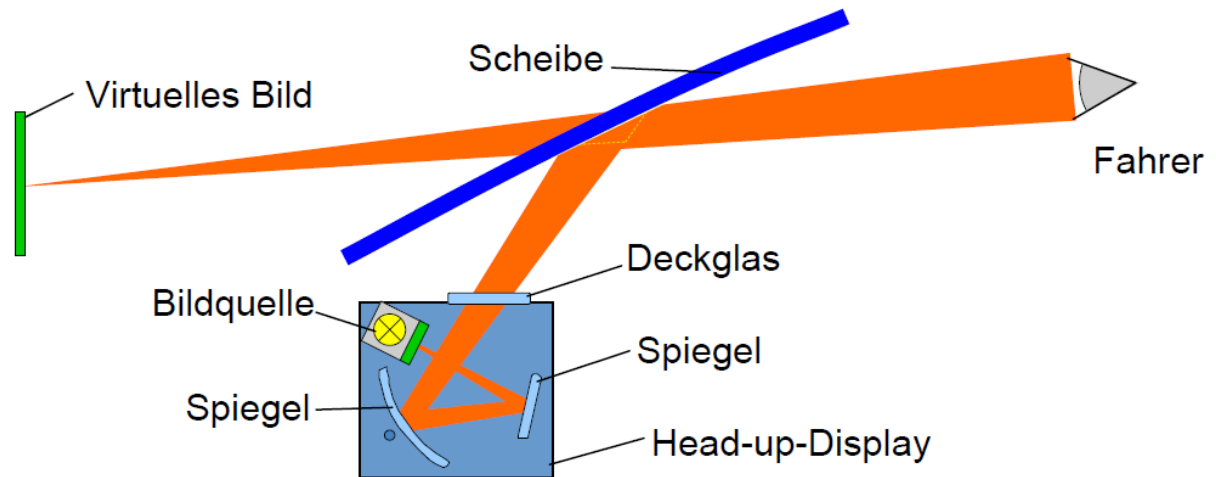 Scheibe
Virtuelles Bild
Fahrer
Deckglas
Bildquelle
Spiegel
Spiegel
Head-up-Display